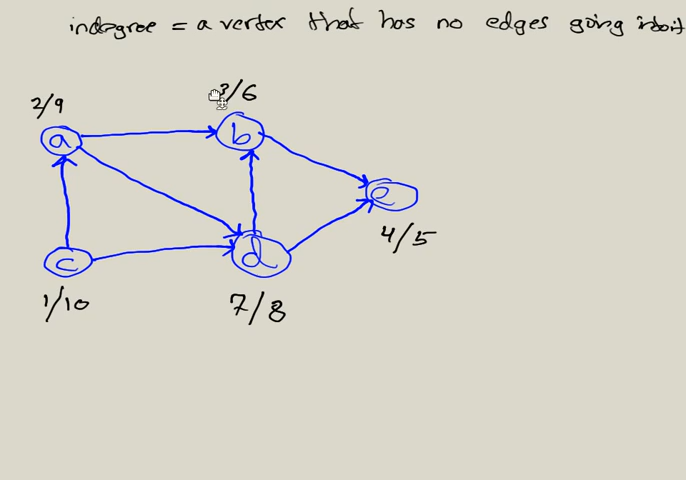 indegree = a vertex that has no edges going into it
2/9
3/6
a
b
e
4/5
c
d
1/10
7/8